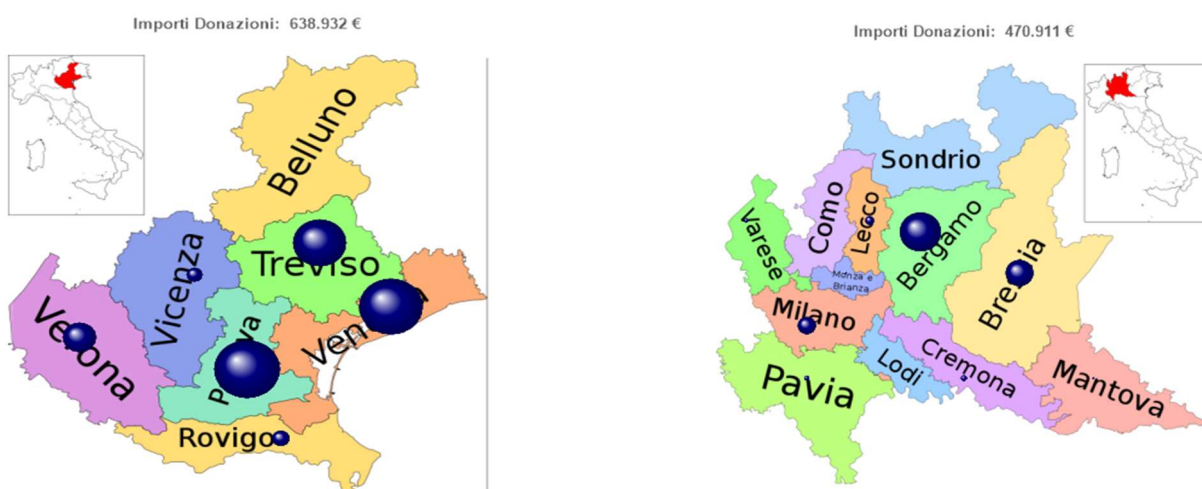 Importi Donazioni: 638.932 €
Belluno
Vicenza
Treviso
Verona
Rovigo
Importi Donazioni: 470.911 €
Sondrio
Varese
Como
Lecco
Bergamo
Monza e
Brianza
Milano
Pavia
Lodi
Cremona
Mantova